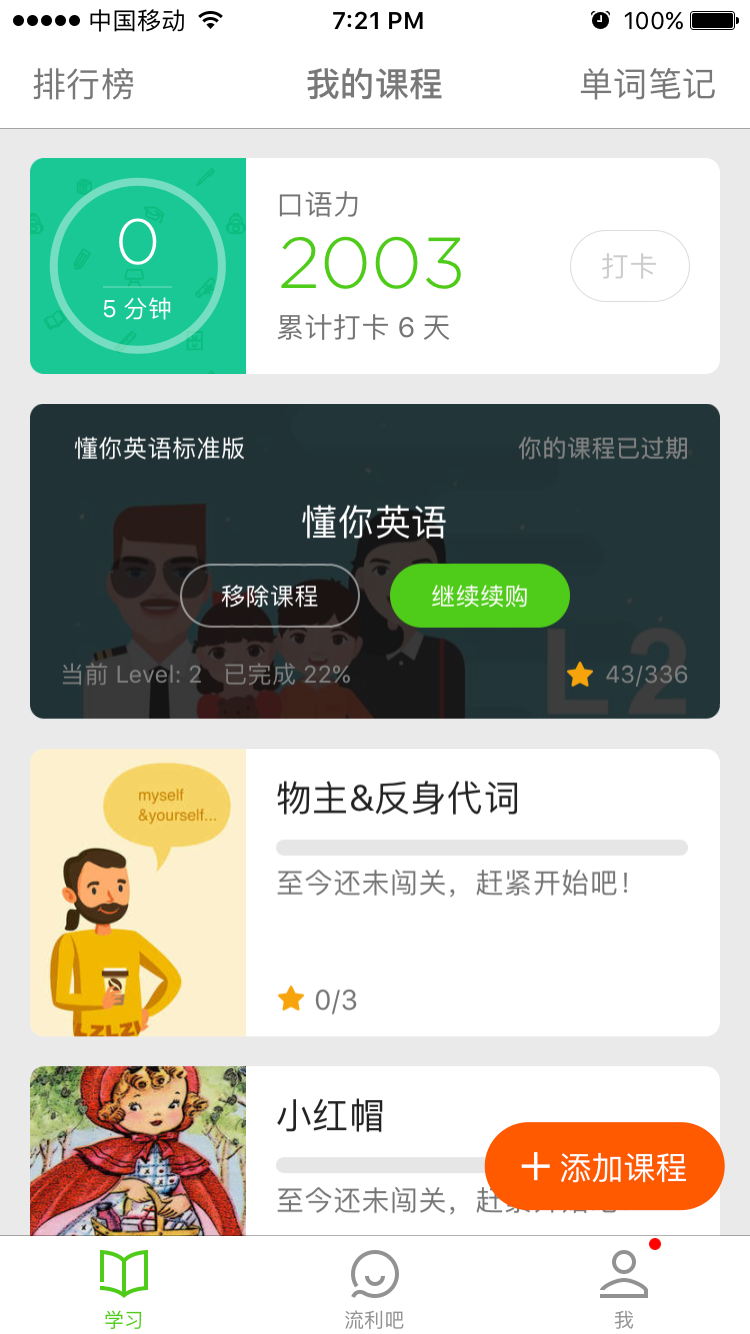 中国移动 7:21 PM 100%
排行榜 我的课程 单词笔记
0
5 分钟
口语力
2003
累计打卡 6 天
打卡
懂你英语标准版 你的课程已过期
懂你英语
移除课程 继续续购
当前 Level: 2 已完成 22% 43/336
L2
myself
&yourself...
物主&反身代词
至今还未闯关，赶紧开始吧！
0/3
小红帽
至今还未闯关，赶紧开始吧
+ 添加课程
学习 流利吧 我